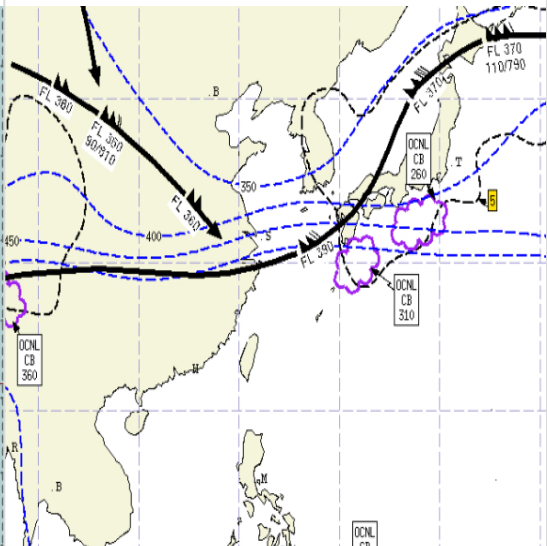 FL 370
110/790
B
FL 380
FL 370
FL 360
90/810
OCNL
CB
260
T
350
5
FL 360
400
S
450
FL 390
OCNL
CB
310
OCNL
CB
360
H
R
B
M
A
OCNL
CB